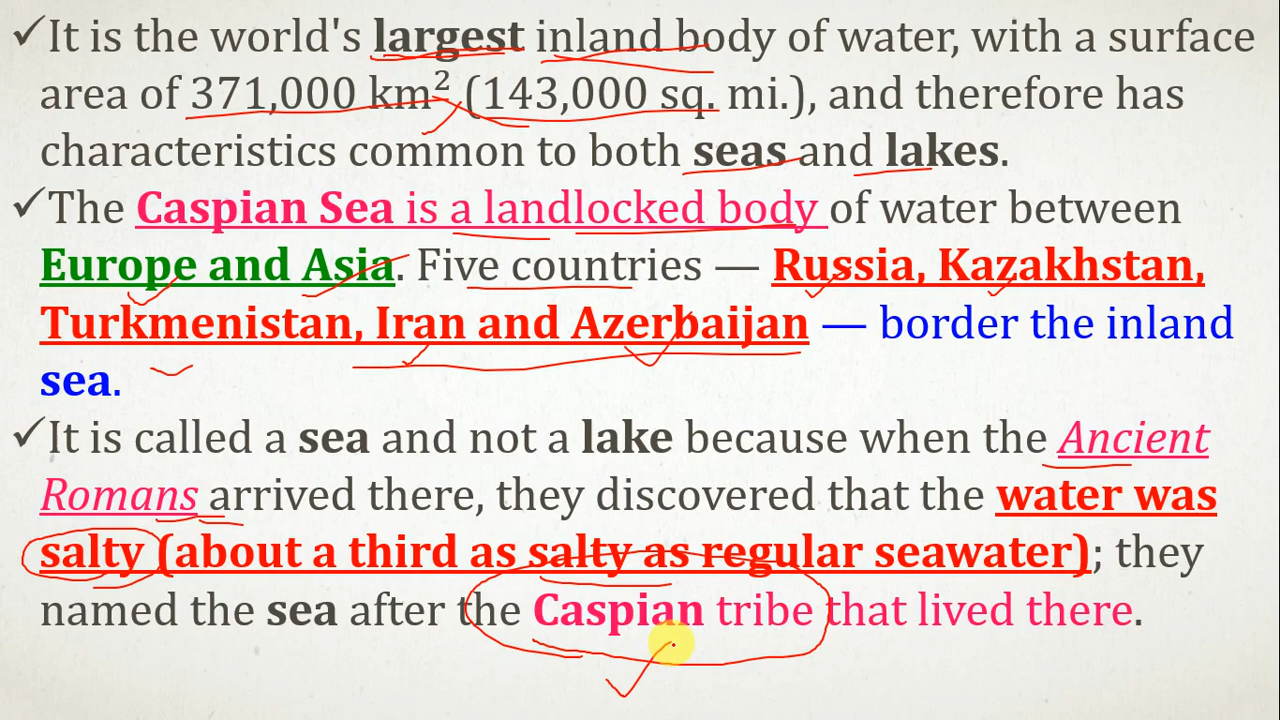 ✓It is the world's largest inland body of water, with a surface
area of 371,000 km² (143,000 sq. mi.), and therefore has
characteristics common to both seas and lakes.
✓The Caspian Sea is a landlocked body of water between
Europe and Asia. Five countries — Russia, Kazakhstan,
Turkmenistan, Iran and Azerbaijan — border the inland
sea.
✓It is called a sea and not a lake because when the Ancient
Romans arrived there, they discovered that the water was
salty (about a third as salty as regular seawater); they
named the sea after the Caspian tribe that lived there.